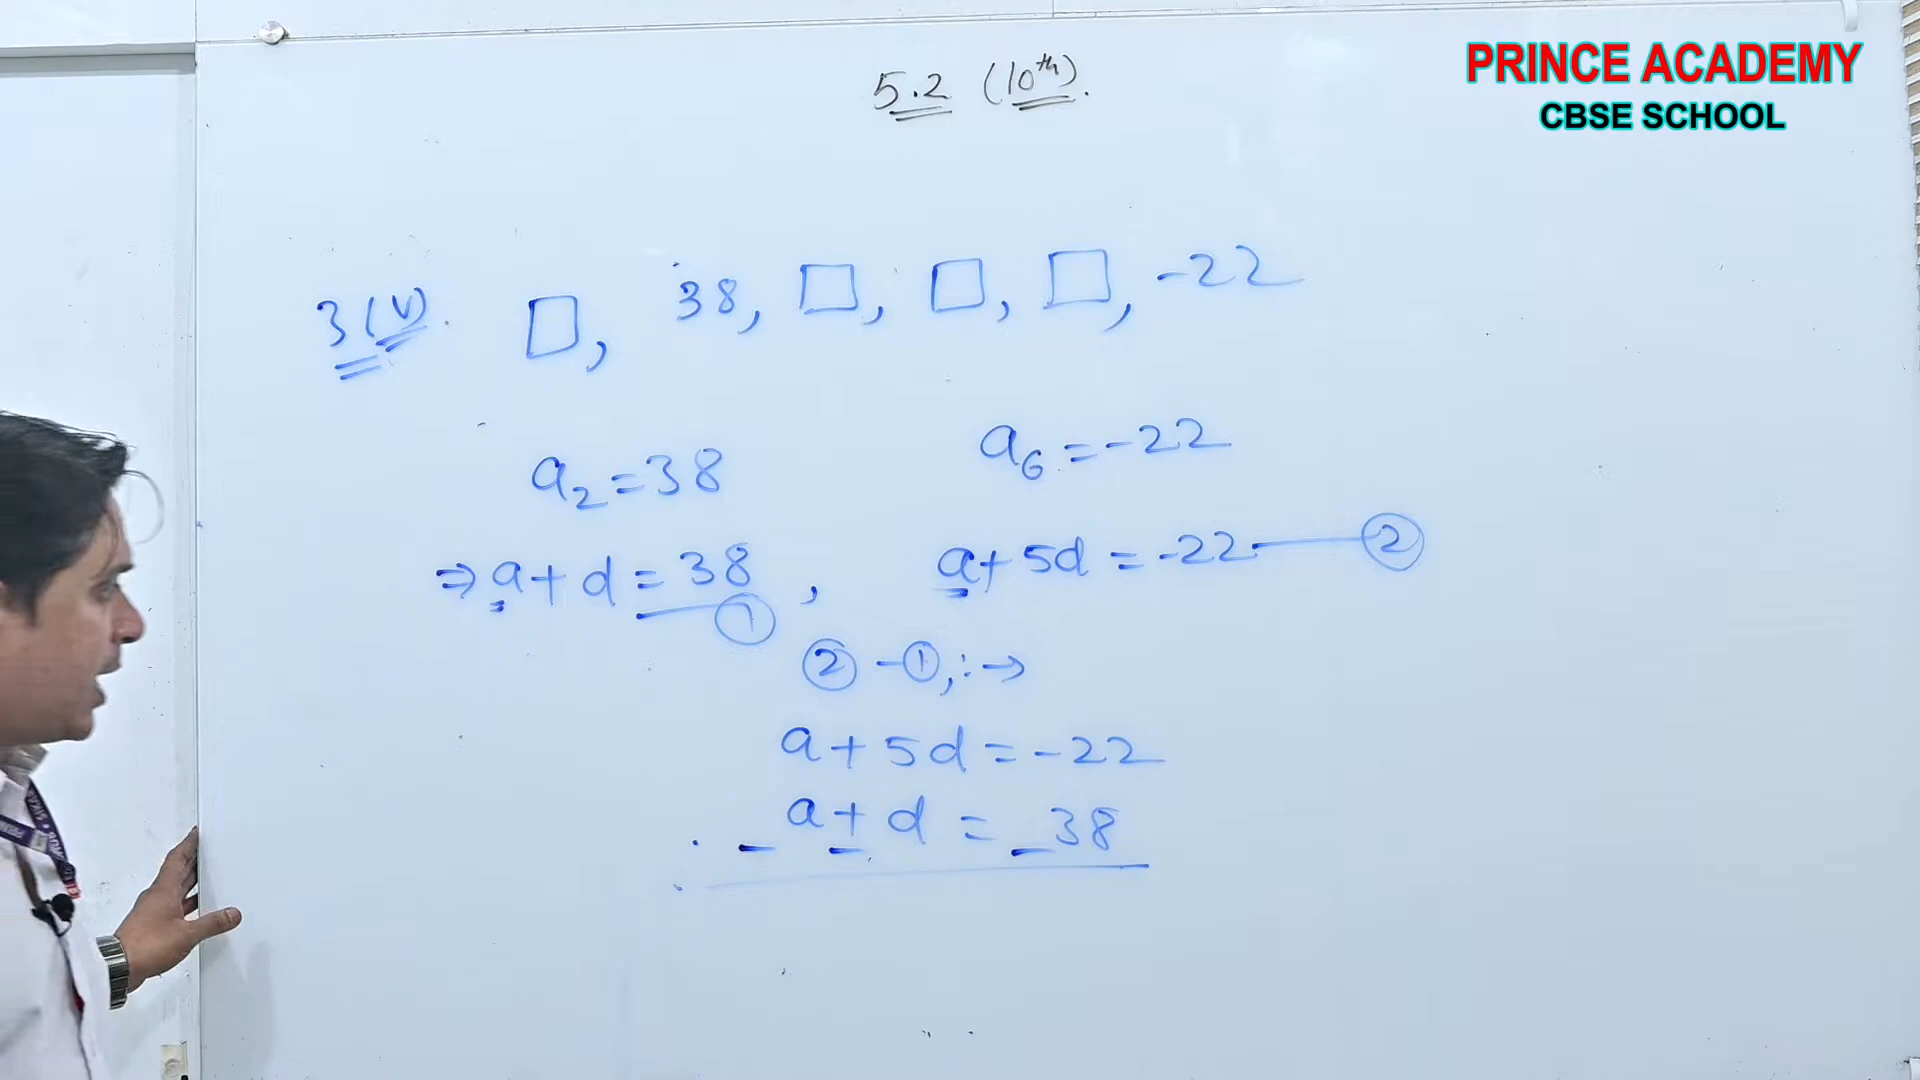 5.2 (10th).
PRINCE ACADEMY
CBSE SCHOOL
3(v). □, 38, □, □, □, -22
a₂ = 38
a₆ = -22
⇒ a + d = 38 ①, a + 5d = -22 ②
② - ①, : →
a + 5d = -22
a + d = 38
- - -